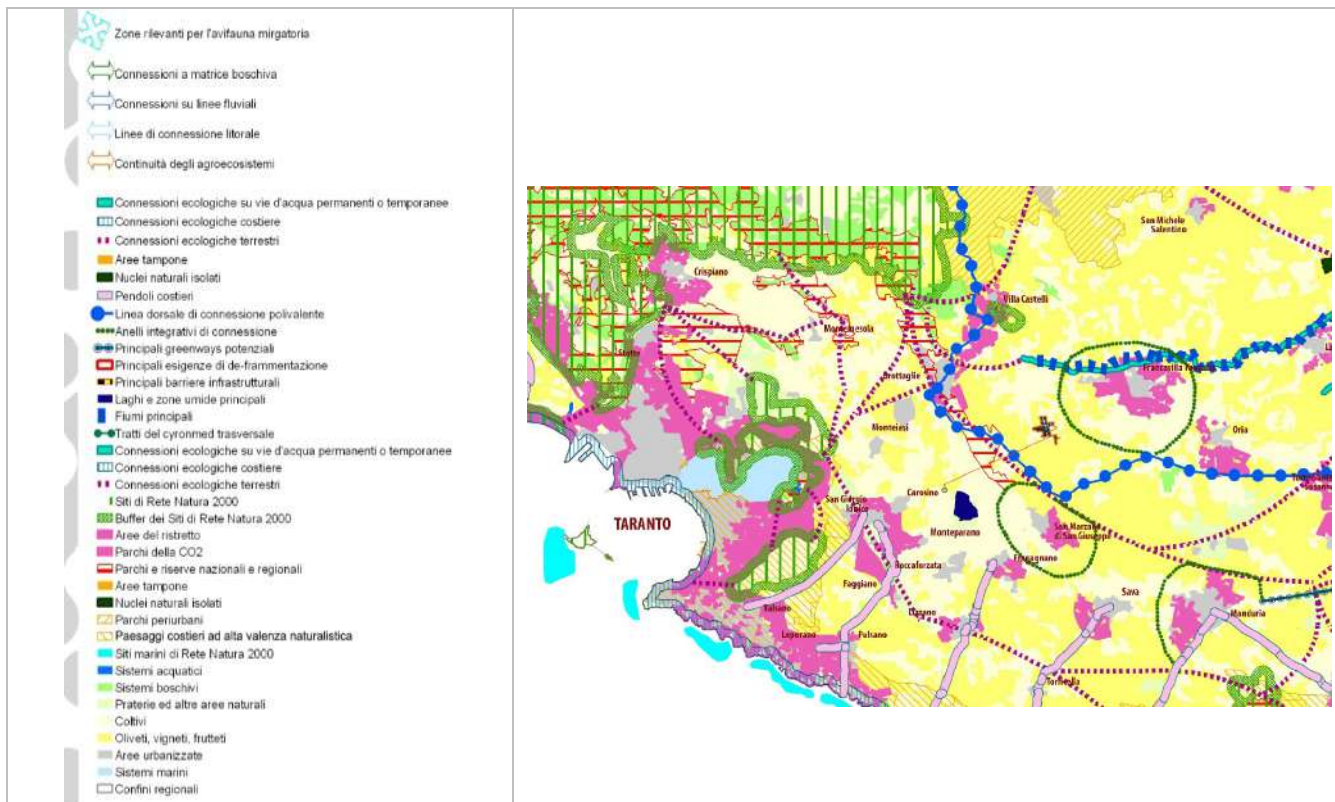 Zone rilevanti per l'avifauna mirgatoria
Connessioni a matrice boschiva
Connessioni su linee fluviali
Linee di connessione litorale
Continuità degli agroecosistemi
Connessioni ecologiche su vie d'acqua permanenti o temporanee
Connessioni ecologiche costiere
Connessioni ecologiche terrestri
Aree tampone
Nuclei naturali isolati
Pendoli costieri
Linea dorsale di connessione polivalente
Anelli integrativi di connessione
Principali greenways potenziali
Principali esigenze di de-frammentazione
Principali barriere infrastrutturali
Laghi e zone umide principali
Fiumi principali
Tratti del cyronmed trasversale
Connessioni ecologiche su vie d'acqua permanenti o temporanee
Connessioni ecologiche costiere
Connessioni ecologiche terrestri
Siti di Rete Natura 2000
Buffer dei Siti di Rete Natura 2000
Aree del ristretto
Parchi della CO2
Parchi e riserve nazionali e regionali
Aree tampone
Nuclei naturali isolati
Parchi periurbani
Paesaggi costieri ad alta valenza naturalistica
Siti marini di Rete Natura 2000
Sistemi acquatici
Sistemi boschivi
Praterie ed altre aree naturali
Coltivi
Oliveti, vigneti, frutteti
Aree urbanizzate
Sistemi marini
Confini regionali
San Michele
Salentino
Crispiano
Villa Castelli
Montemesola
Statte
Grottaglie
Francavilla
Monteiasi
Oria
Carosino
San Giorgio
Ionico
TARANTO
Monteparano
San Marzano
di San Giuseppe
Roccaforzata
Fragagnano
Faggiano
Sava
Talsano
Lizzano
Manduria
Leporano
Pulsano
Torricella